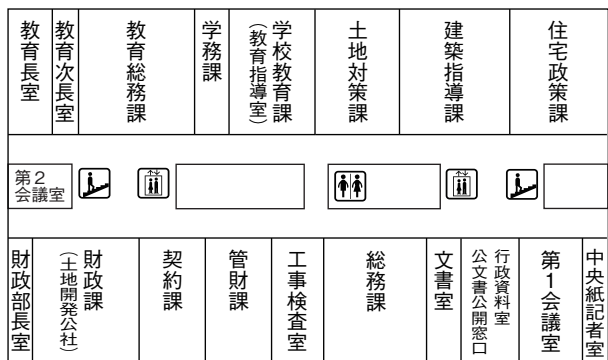 教育長室
教育次長室
教育総務課
学務課
学校教育課
（教育指導室）
土地対策課
建築指導課
住宅政策課
第２
会議室
財政部長室
財政課
（土地開発公社）
契約課
管財課
工事検査室
総務課
文書室
行政資料室
公文書公開窓口
第１会議室
中央紙記者室